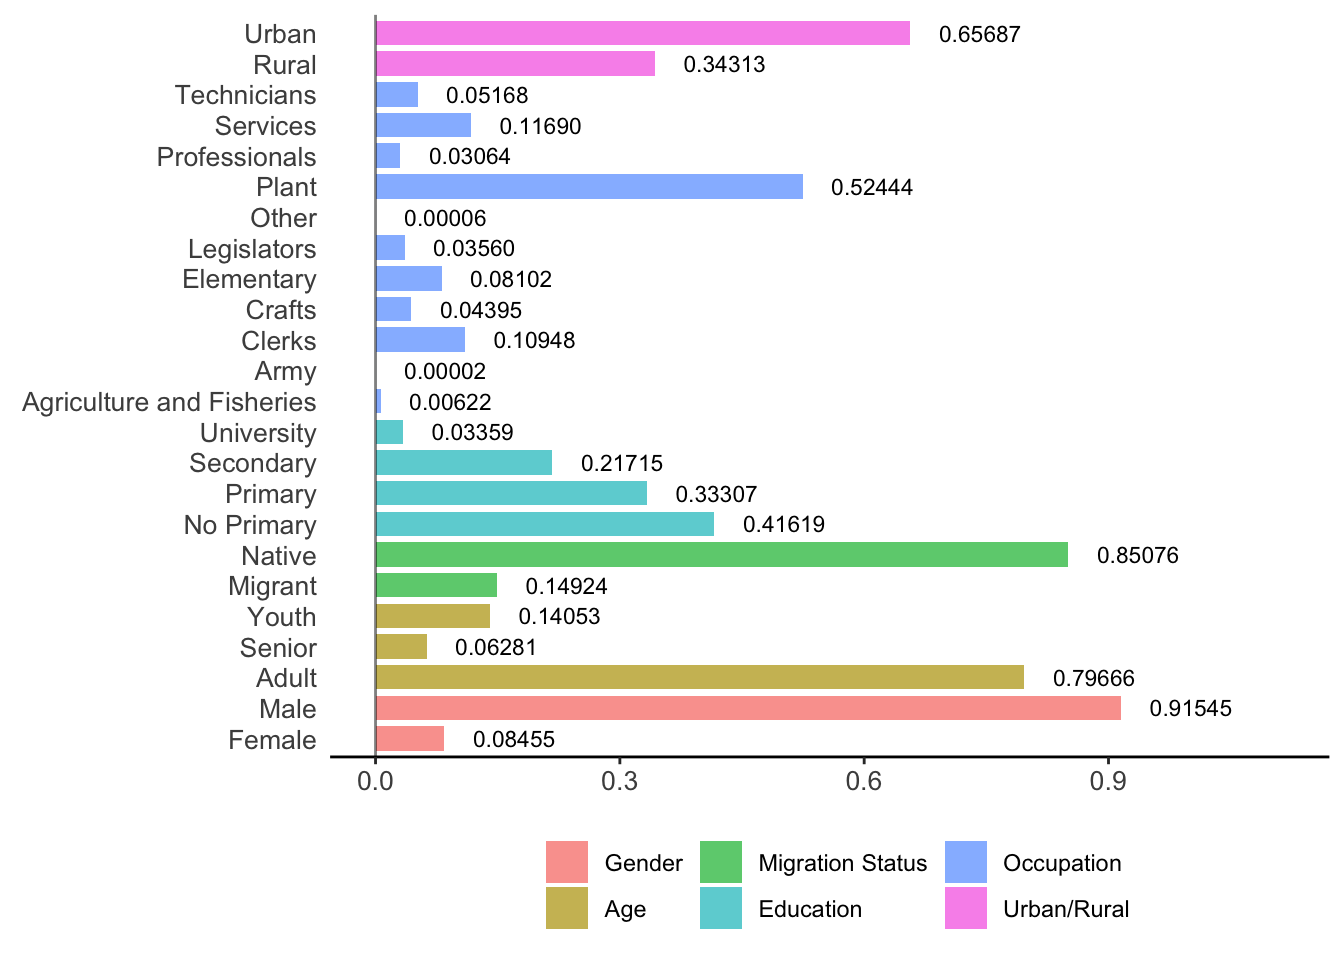 Urban 0.65687
Rural 0.34313
Technicians 0.05168
Services 0.11690
Professionals 0.03064
Plant 0.52444
Other 0.00006
Legislators 0.03560
Elementary 0.08102
Crafts 0.04395
Clerks 0.10948
Army 0.00002
Agriculture and Fisheries 0.00622
University 0.03359
Secondary 0.21715
Primary 0.33307
No Primary 0.41619
Native 0.85076
Migrant 0.14924
Youth 0.14053
Senior 0.06281
Adult 0.79666
Male 0.91545
Female 0.08455
0.0 0.3 0.6 0.9
Gender Migration Status Occupation
Age Education Urban/Rural